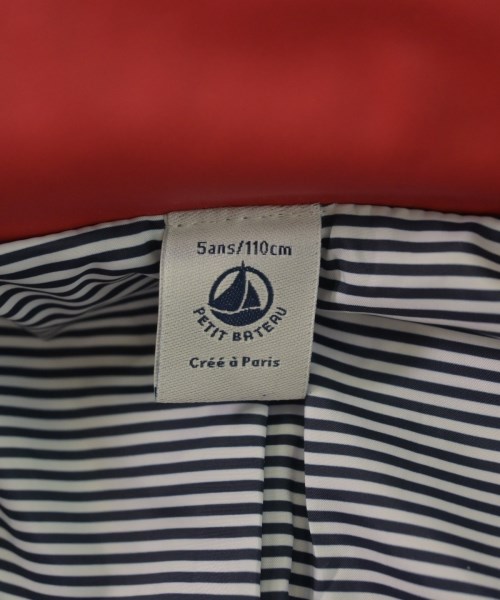 5ans/110cm
PETIT BATEAU
Créé à Paris